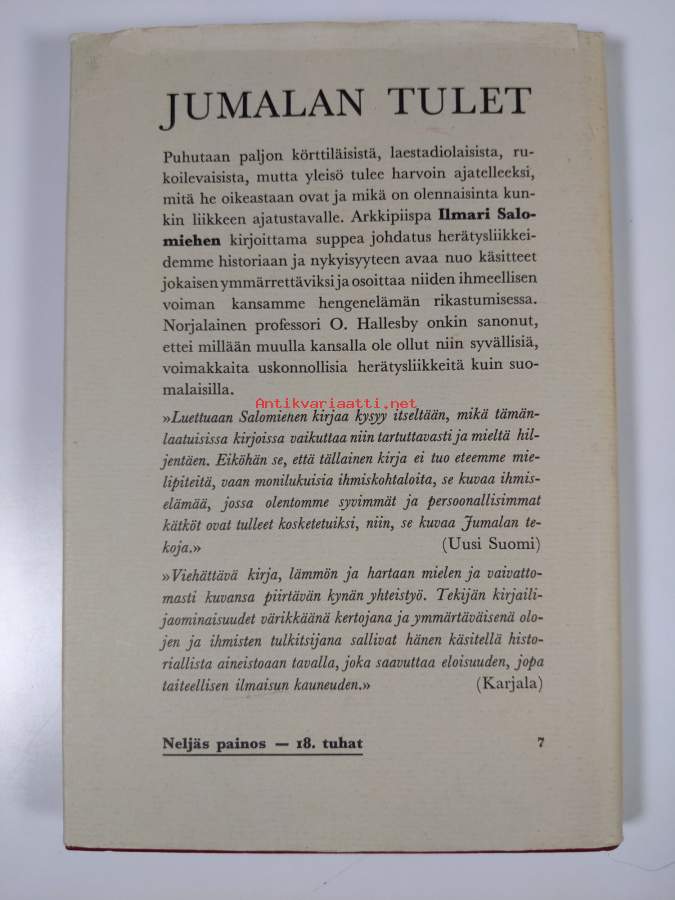 JUMALAN TULET
Puhutaan paljon körttiläisistä, laestadiolaisista, ru-
koilevaisista, mutta yleisö tulee harvoin ajatelleeksi,
mitä he oikeastaan ovat ja mikä on olennaisinta kun-
kin liikkeen ajatustavalle. Arkkipiispa Ilmari Salo-
miehen kirjoittama suppea johdatus herätysliikkei-
demme historiaan ja nykyisyyteen avaa nuo käsitteet
jokaisen ymmärrettäviksi ja osoittaa niiden ihmeellisen
voiman kansamme hengenelämän rikastumisessa.
Norjalainen professori O. Hallesby onkin sanonut,
ettei millään muulla kansalla ole ollut niin syvällisiä,
voimakkaita uskonnollisia herätysliikkeitä kuin suo-
malaisilla.
Antikvariaatti.net
»Luettuaan Salomienen kirjaa kysyy itseltään, mikä tämän-
laatuisissa kirjoissa vaikuttaa niin tartuttavasti ja mieltä hil-
jentäen. Eiköhän se, että tällainen kirja ei tuo eteemme mie-
lipiteitä, vaan monilukuisia ihmiskohtaloita, se kuvaa ihmis-
elämää, jossa olentomme syvimmät ja persoonallisimmat
kätköt ovat tulleet kosketetuiksi, niin, se kuvaa Jumalan te-
koja.» (Uusi Suomi)
»Viehättävä kirja, lämmön ja hartaan mielen ja vaivatto-
masti kuvansa piirtävän kynän yhteistyö. Tekijän kirjaili-
jaominaisuudet värikkäänä kertojana ja ymmärtäväisenä olo-
jen ja ihmisten tulkitsijana sallivat hänen käsitellä histo-
riallista aineistoaan tavalla, joka saavuttaa eloisuuden, jopa
taiteellisen ilmaisun kauneuden.» (Karjala)
Neljäs painos — 18. tuhat 7